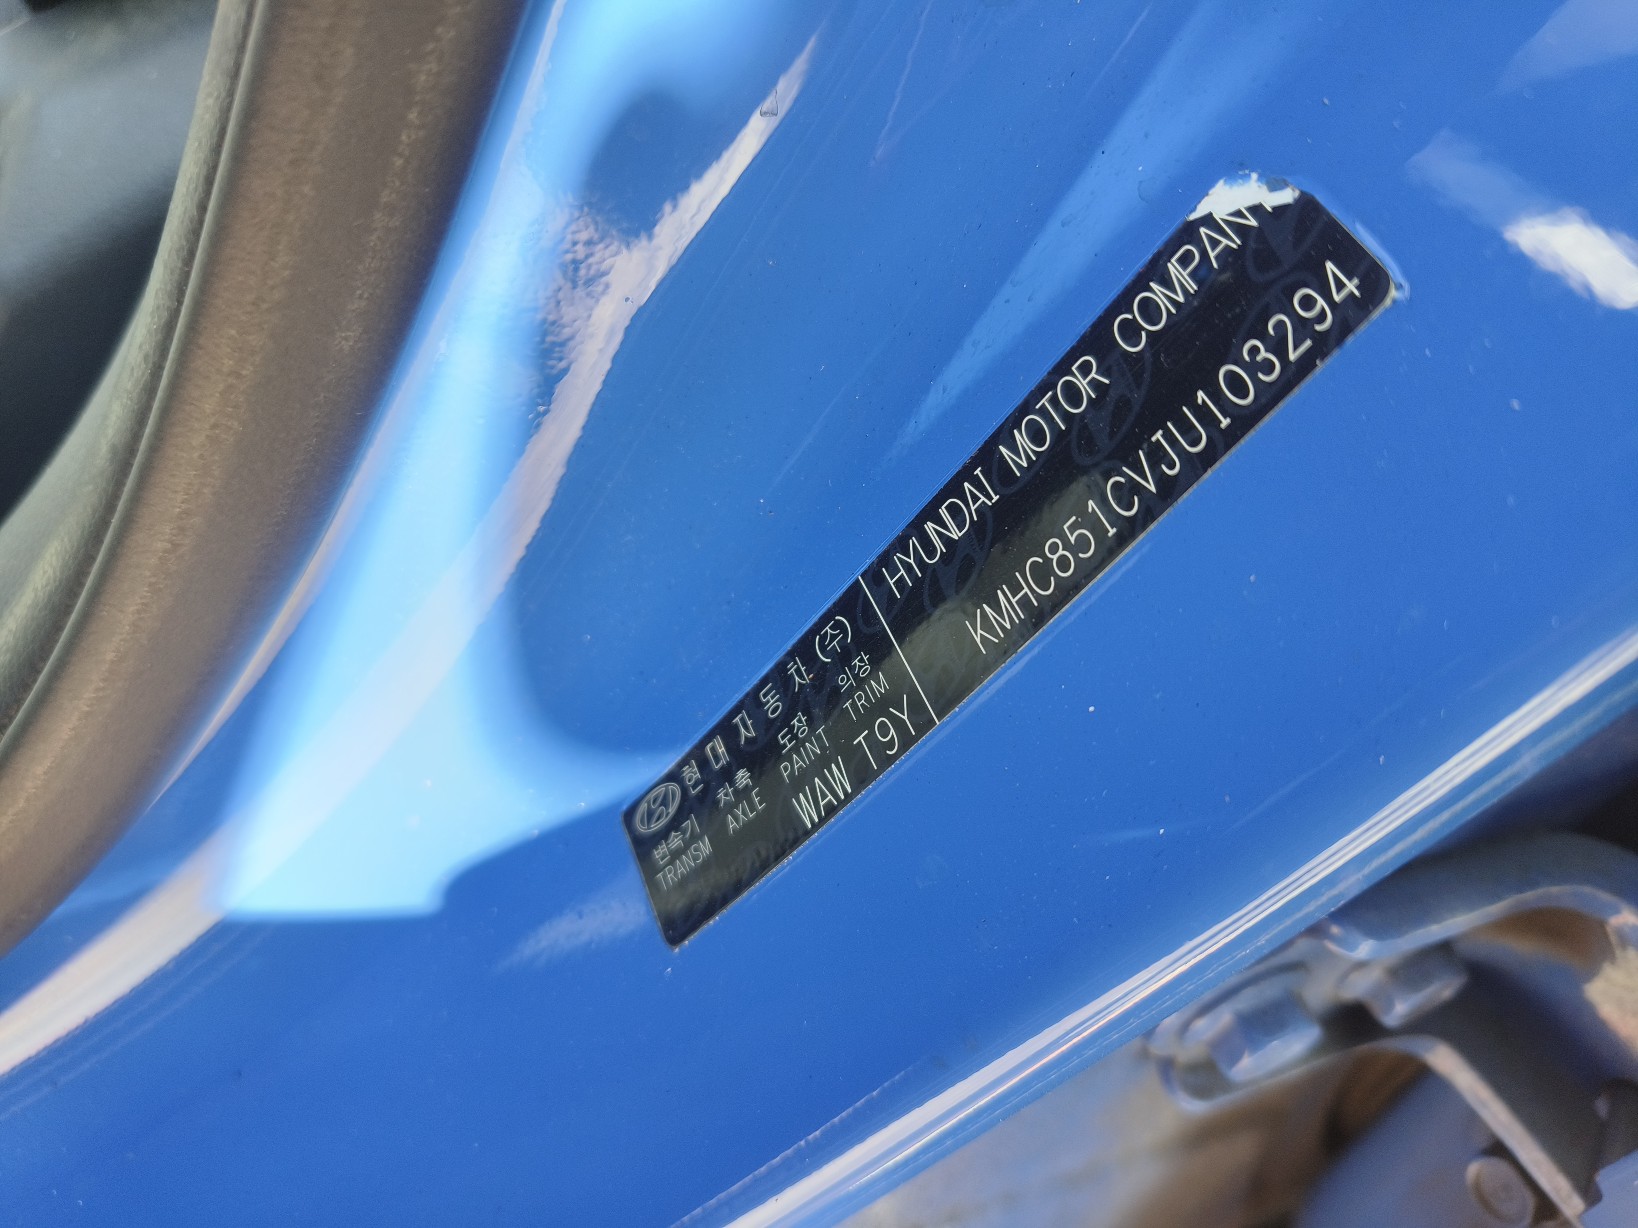 현대자동차(주)
변속기 차축 도장 의장
TRANSM AXLE PAINT TRIM
WAW T9Y
HYUNDAI MOTOR COMPANY
KMHC851CVJU103294